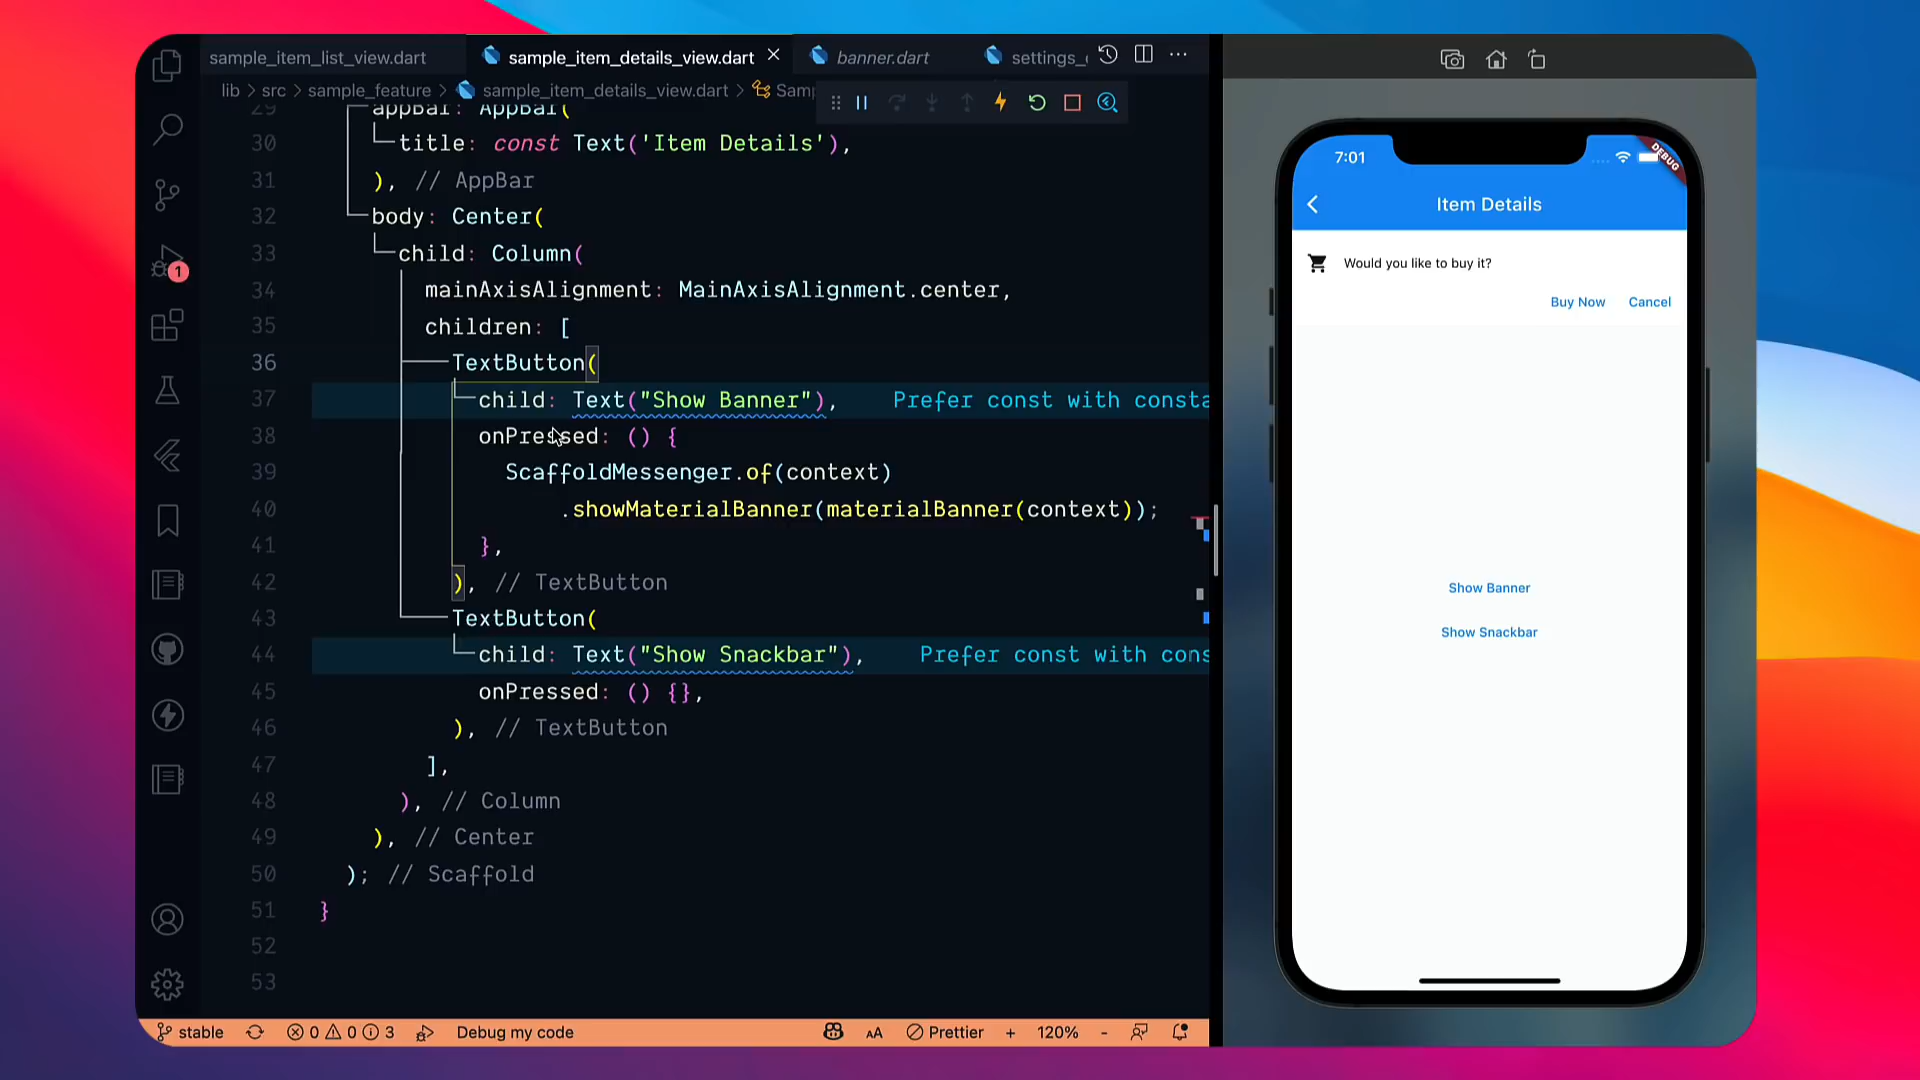 sample_item_list_view.dart
sample_item_details_view.dart
banner.dart
settings_
lib > src > sample_feature > sample_item_details_view.dart > Sam
29 appBar: AppBar(
30 title: const Text('Item Details'),
31 ), // AppBar
32 body: Center(
33 child: Column(
34 mainAxisAlignment: MainAxisAlignment.center,
35 children: [
36 TextButton(
37 child: Text("Show Banner"), Prefer const with consta
38 onPressed: () {
39 ScaffoldMessenger.of(context)
40 .showMaterialBanner(materialBanner(context));
41 },
42 ), // TextButton
43 TextButton(
44 child: Text("Show Snackbar"), Prefer const with cons
45 onPressed: () {},
46 ), // TextButton
47 ],
48 ), // Column
49 ), // Center
50 ); // Scaffold
51 }
52
53
1
stable 0 0 3 Debug my code AA Prettier + 120% -
7:01
DEBUG
Item Details
Would you like to buy it?
Buy Now Cancel
Show Banner
Show Snackbar